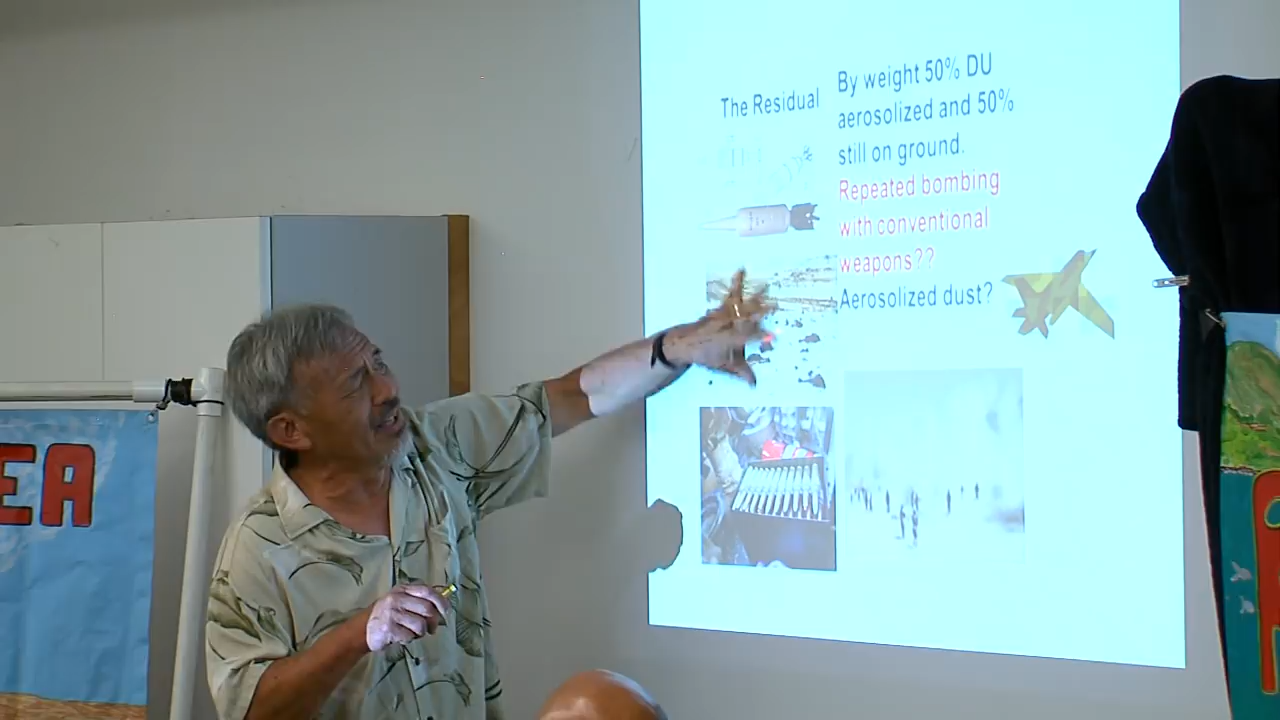 The Residual
By weight 50% DU
aerosolized and 50%
still on ground.
Repeated bombing
with conventional
weapons??
Aerosolized dust?
EA